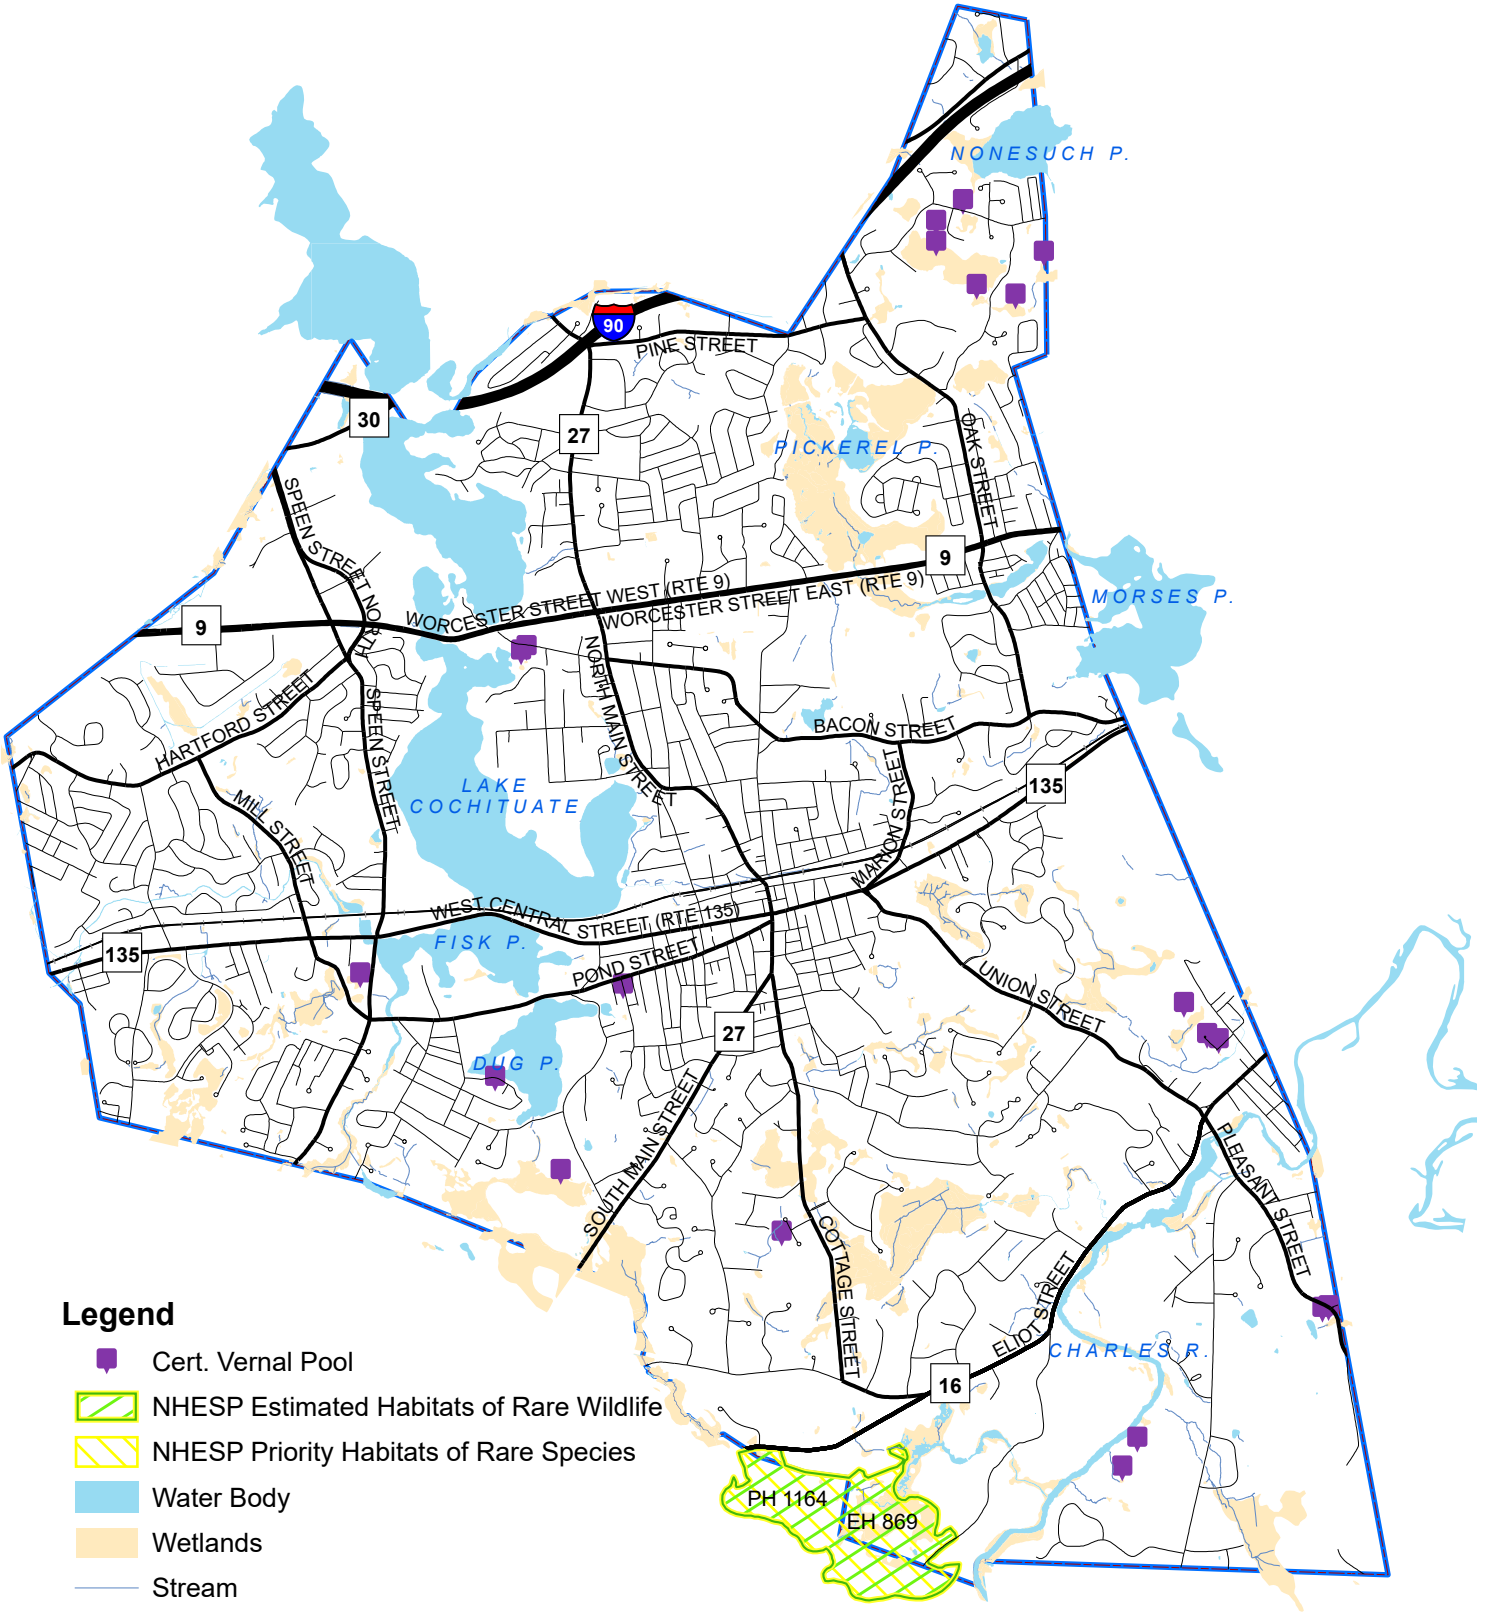 NONESUCH P.
90
PINE STREET
30
27
PICKEREL P.
OAK STREET
SPEEN STREET NORTH
9
WORCESTER STREET WEST (RTE 9)
WORCESTER STREET EAST (RTE 9)
MORSES P.
9
NORTH MAIN STREET
HARTFORD STREET
SPEEN STREET
BACON STREET
MARION STREET
135
LAKE
COCHITUATE
MILL STREET
WEST CENTRAL STREET (RTE 135)
FISK P.
135
POND STREET
UNION STREET
27
DUG P.
SOUTH MAIN STREET
PLEASANT STREET
COTTAGE STREET
ELIOT STREET
CHARLES R.
16
PH 1164
EH 869
Legend
Cert. Vernal Pool
NHESP Estimated Habitats of Rare Wildlife
NHESP Priority Habitats of Rare Species
Water Body
Wetlands
Stream